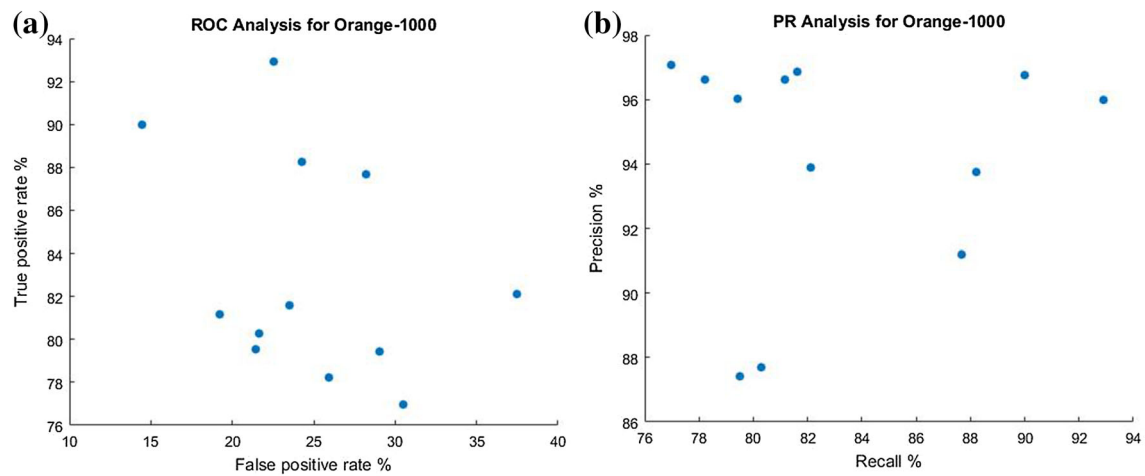 (a)
ROC Analysis for Orange-1000
94
92
90
88
86
84
82
80
78
76
True positive rate %
10 15 20 25 30 35 40
False positive rate %
(b)
PR Analysis for Orange-1000
98
96
94
92
90
88
86
Precision %
76 78 80 82 84 86 88 90 92 94
Recall %